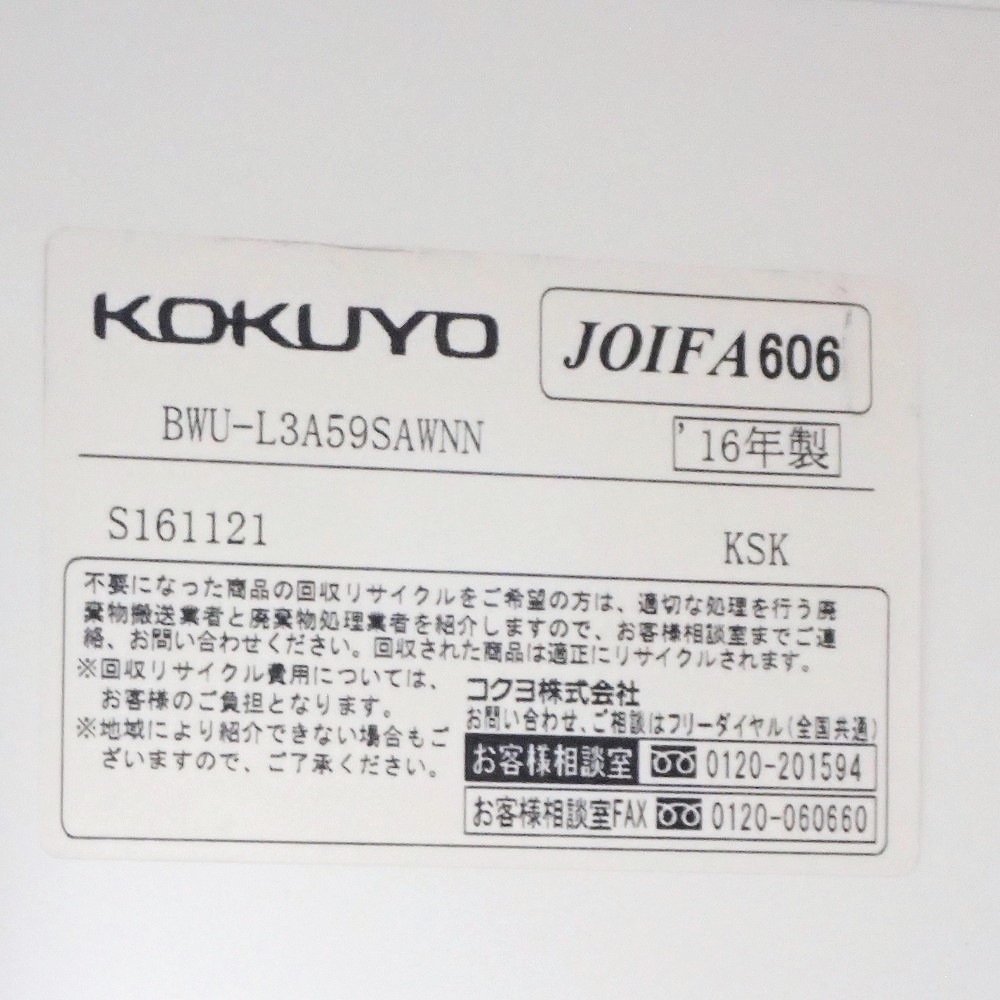 KOKUYO
JOIFA606
BWU-L3A59SAWNN
'16年製
S161121
KSK
不要になった商品の回収リサイクルをご希望の方は、適切な処理を行う廃
棄物搬送業者と廃棄物処理業者を紹介しますので、お客様相談室までご連
絡、お問い合わせください。回収された商品は適正にリサイクルされます。
※回収リサイクル費用については、
お客様のご負担となります。
※地域により紹介できない場合もご
ざいますので、ご了承ください。
コクヨ株式会社
お問い合わせ、ご相談はフリーダイヤル(全国共通)
お客様相談室 0120-201594
お客様相談室FAX 0120-060660